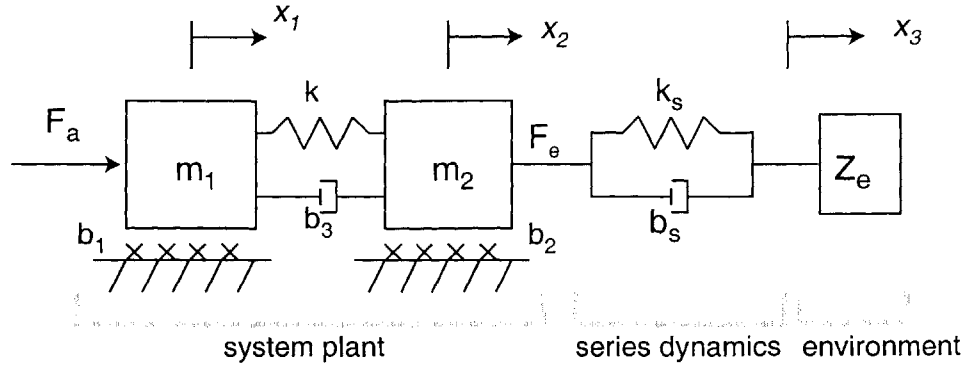 x₁
x₂
x₃
k
kₛ
Fₐ
m₁
m₂
Fₑ
Zₑ
b₃
bₛ
b₁
b₂
system plant
series dynamics
environment